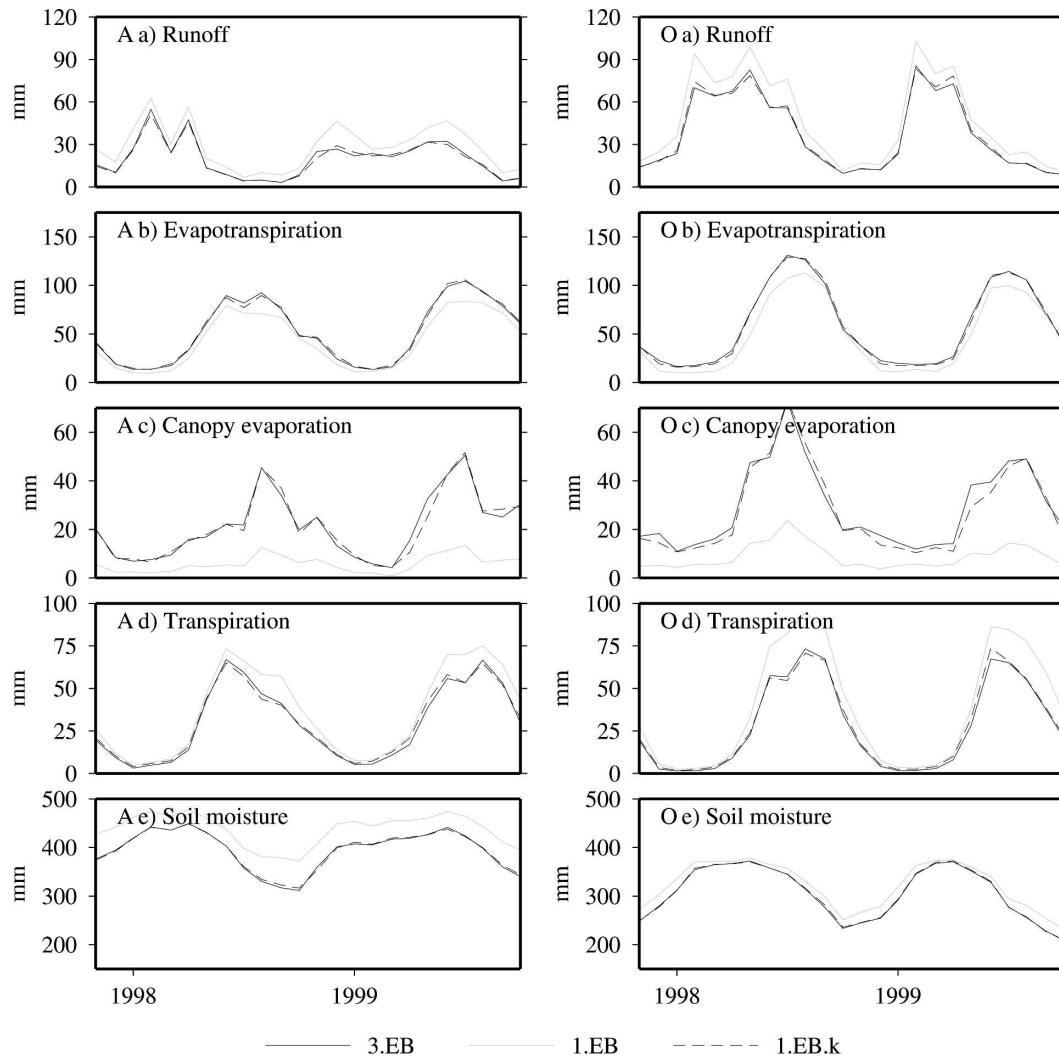 A a) Runoff
120
90
60
30
0
mm
O a) Runoff
120
90
60
30
0
mm
A b) Evapotranspiration
150
100
50
0
mm
O b) Evapotranspiration
150
100
50
0
mm
A c) Canopy evaporation
60
40
20
0
mm
O c) Canopy evaporation
60
40
20
0
mm
A d) Transpiration
100
75
50
25
0
mm
O d) Transpiration
100
75
50
25
0
mm
A e) Soil moisture
500
400
300
200
mm
1998 1999
O e) Soil moisture
500
400
300
200
mm
1998 1999
3.EB 1.EB 1.EB.k